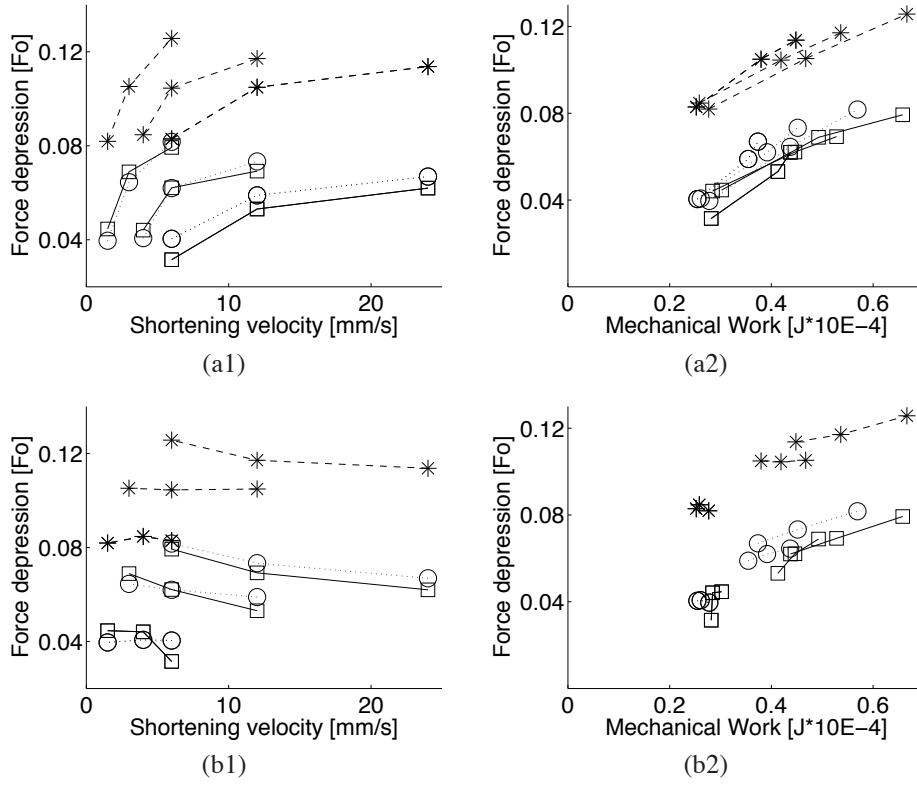 0.12
0.08
0.04
Force depression [Fo]
0 10 20
Shortening velocity [mm/s]
(a1)
0.12
0.08
0.04
Force depression [Fo]
0 0.2 0.4 0.6
Mechanical Work [J*10E−4]
(a2)
0.12
0.08
0.04
Force depression [Fo]
0 10 20
Shortening velocity [mm/s]
(b1)
0.12
0.08
0.04
Force depression [Fo]
0 0.2 0.4 0.6
Mechanical Work [J*10E−4]
(b2)